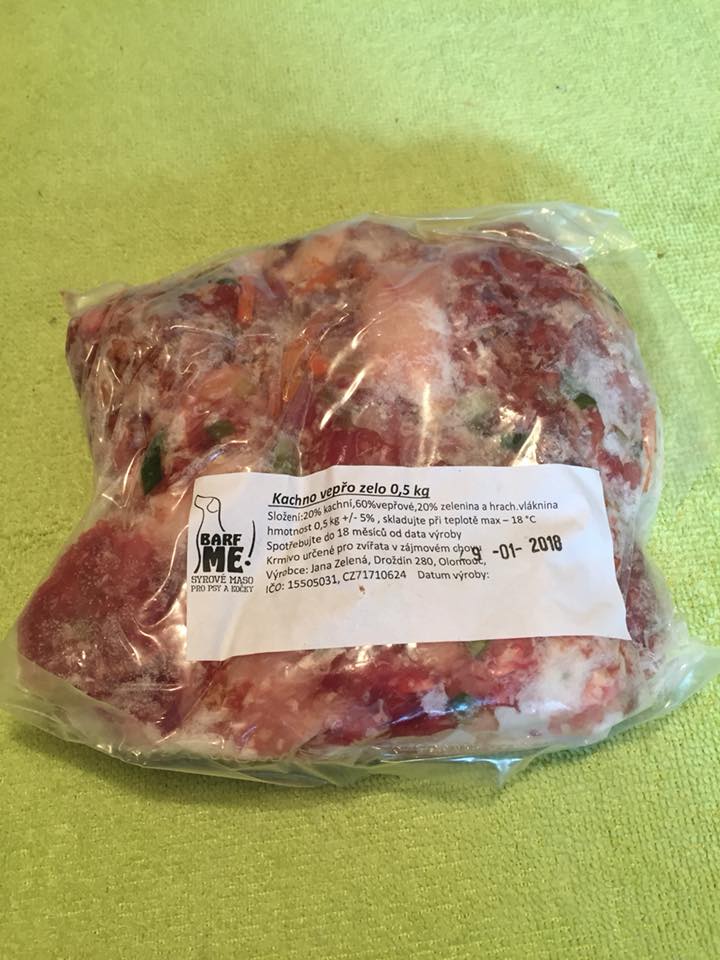 BARF
ME!
SYROVÉ MASO
PRO PSY A KOČKY
Kachno vepřo zelo 0,5 kg
Složení:20% kachní,60%vepřové,20% zelenina a hrach.vláknina
hmotnost 0,5 kg +/- 5% , skladujte při teplotě max – 18 °C
Spotřebujte do 18 měsíců od data výroby
Krmivo určené pro zvířata v zájmovém chovu
9 -01- 2018
Výrobce: Jana Zelená, Droždín 280, Olomouc,
IČO: 15505031, CZ71710624 Datum výroby: